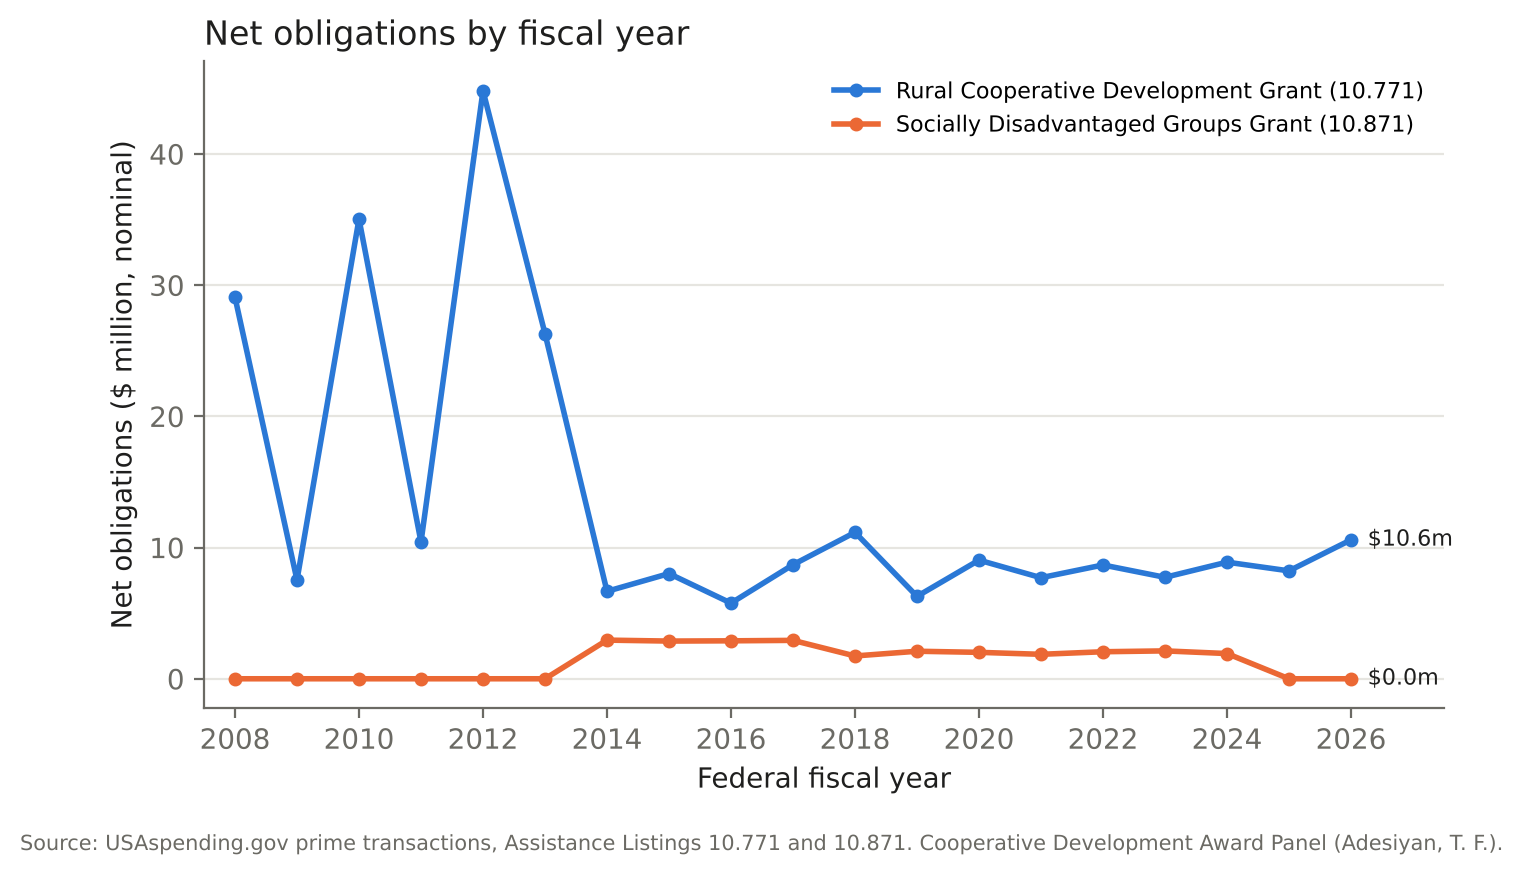 Net obligations by fiscal year
Rural Cooperative Development Grant (10.771)
Socially Disadvantaged Groups Grant (10.871)
Net obligations ($ million, nominal)
40
30
20
10
0
$10.6m
$0.0m
2008 2010 2012 2014 2016 2018 2020 2022 2024 2026
Federal fiscal year
Source: USAspending.gov prime transactions, Assistance Listings 10.771 and 10.871. Cooperative Development Award Panel (Adesiyan, T. F.).